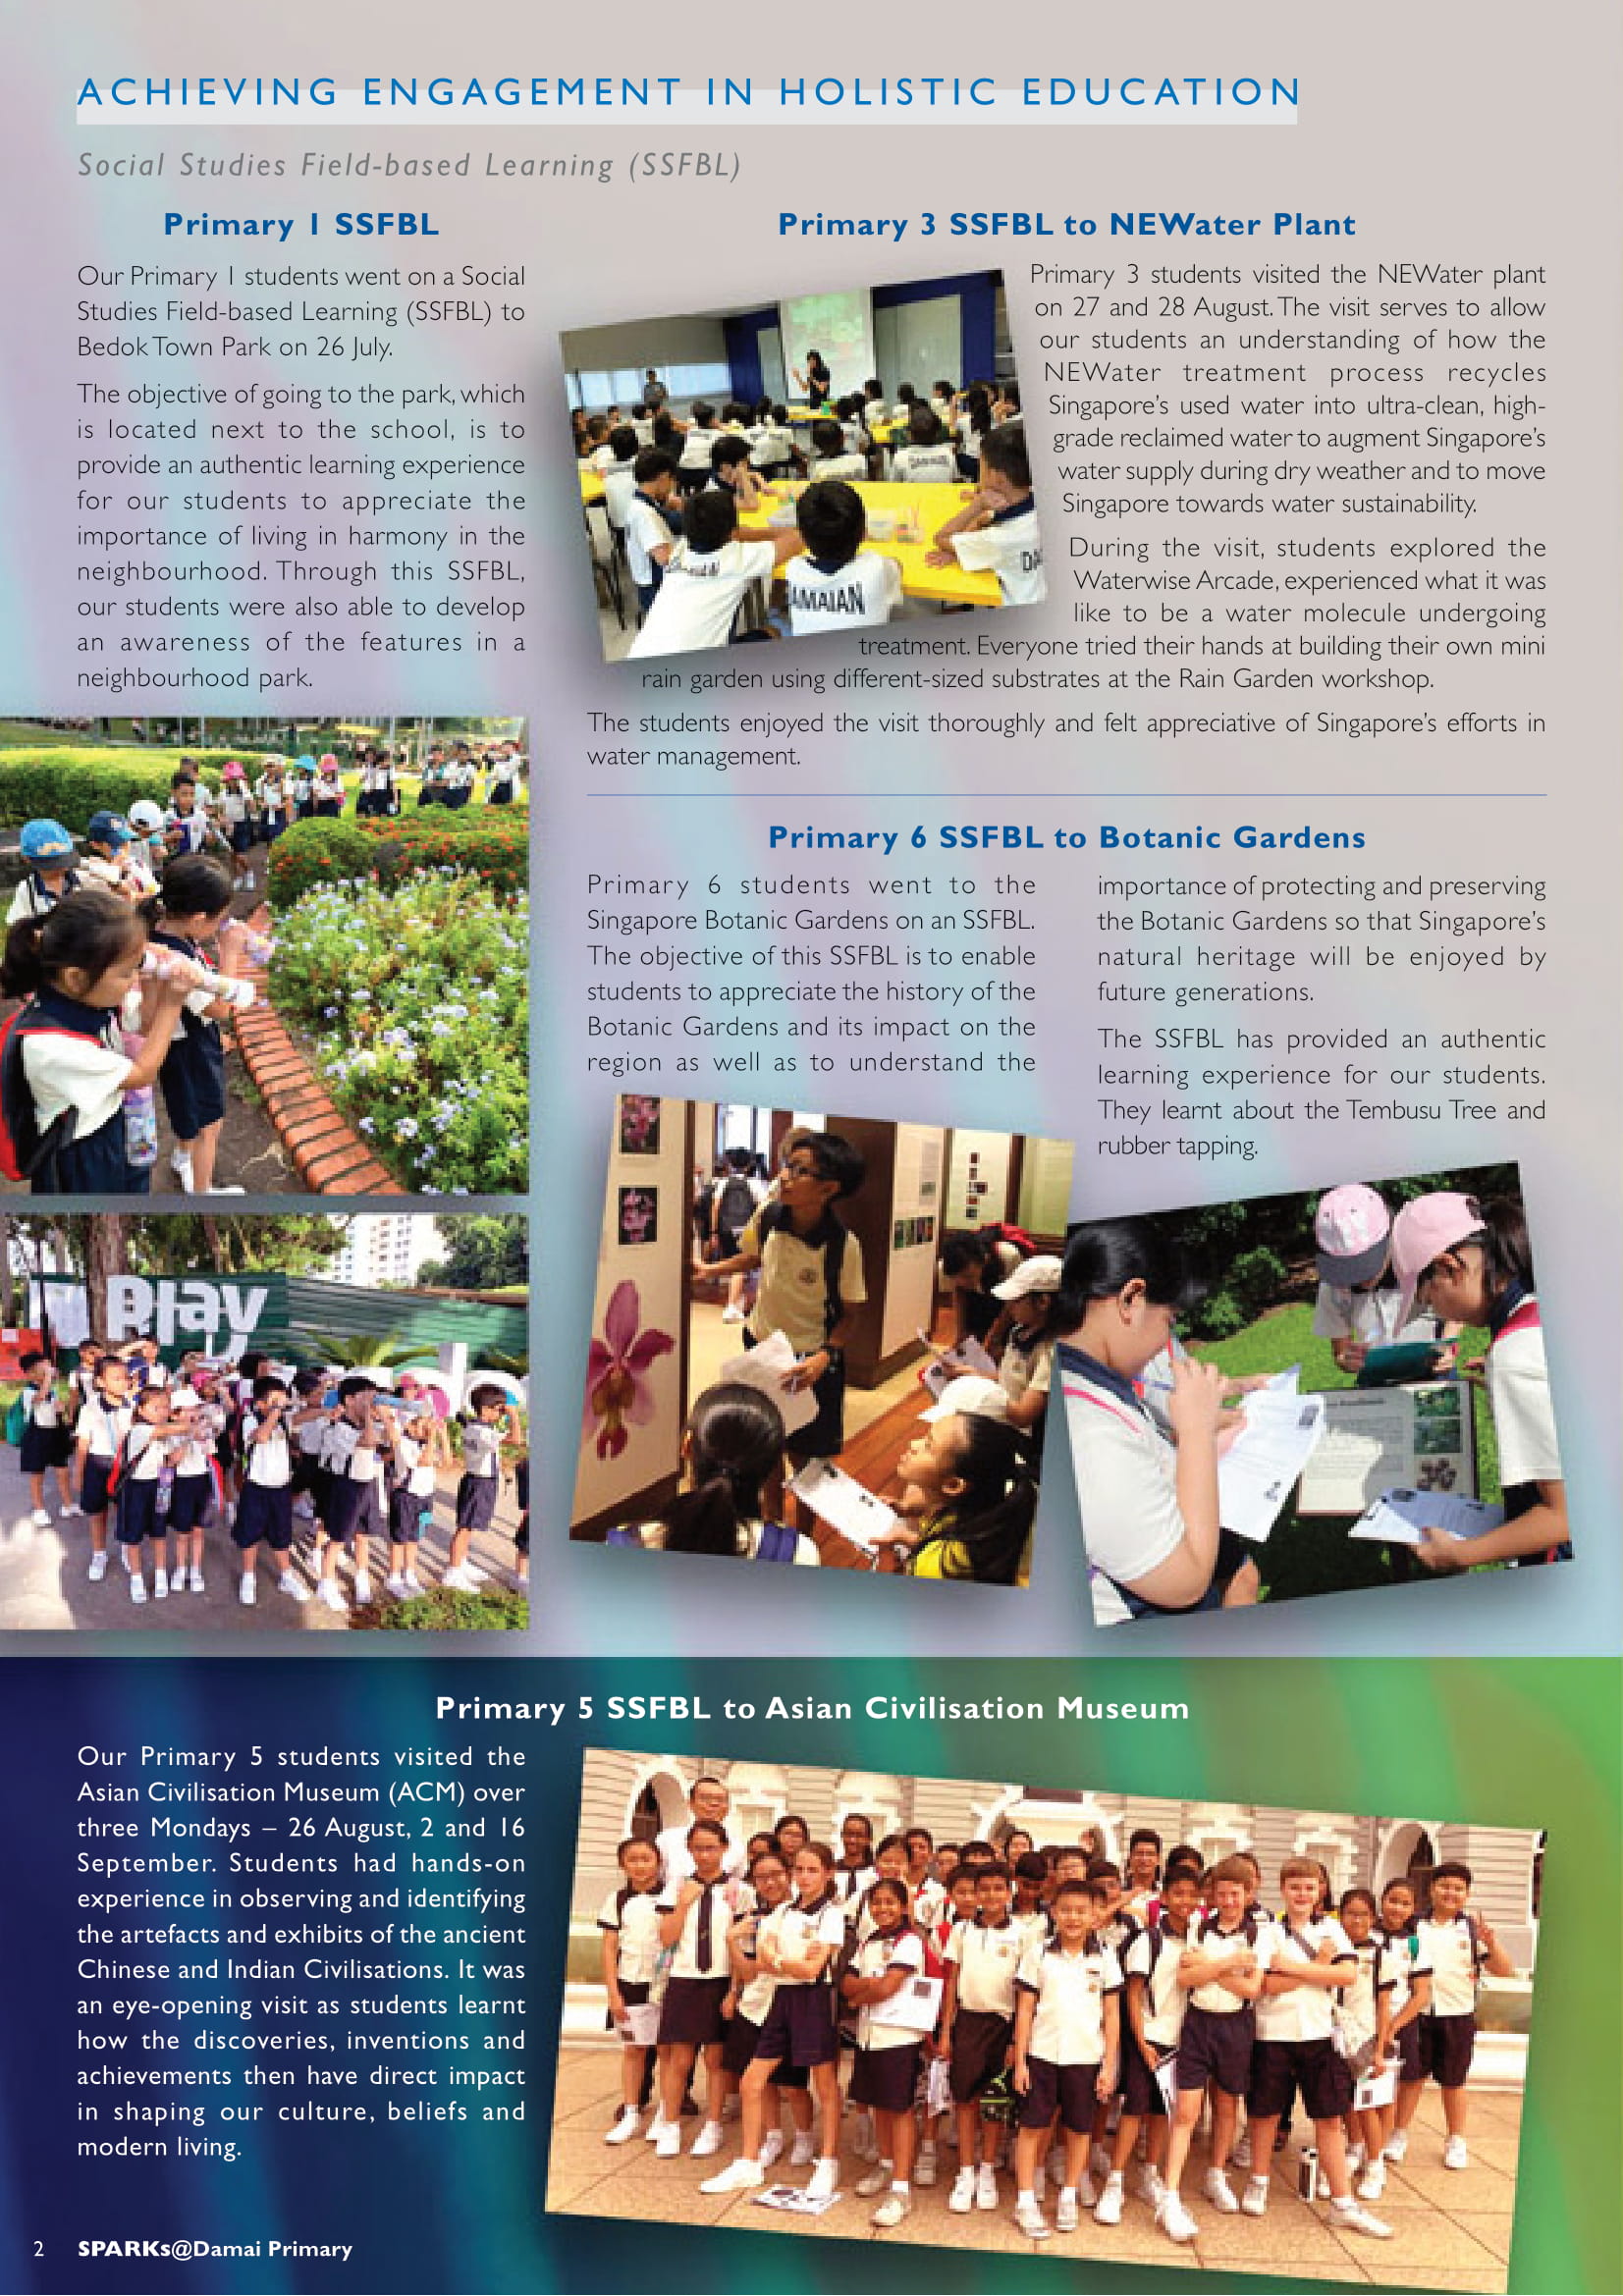 ACHIEVING ENGAGEMENT IN HOLISTIC EDUCATION
Social Studies Field-based Learning (SSFBL)
Primary 1 SSFBL
Our Primary 1 students went on a Social
Studies Field-based Learning (SSFBL) to
Bedok Town Park on 26 July.
The objective of going to the park, which
is located next to the school, is to
provide an authentic learning experience
for our students to appreciate the
importance of living in harmony in the
neighbourhood. Through this SSFBL,
our students were also able to develop
an awareness of the features in a
neighbourhood park.
Play
Primary 3 SSFBL to NEWater Plant
Primary 3 students visited the NEWater plant
on 27 and 28 August. The visit serves to allow
our students an understanding of how the
NEWater treatment process recycles
Singapore's used water into ultra-clean, high-
grade reclaimed water to augment Singapore's
water supply during dry weather and to move
Singapore towards water sustainability.
During the visit, students explored the
Waterwise Arcade, experienced what it was
like to be a water molecule undergoing
treatment. Everyone tried their hands at building their own mini
rain garden using different-sized substrates at the Rain Garden workshop.
The students enjoyed the visit thoroughly and felt appreciative of Singapore's efforts in
water management.
AMAIAN
Primary 6 SSFBL to Botanic Gardens
Primary 6 students went to the
Singapore Botanic Gardens on an SSFBL.
The objective of this SSFBL is to enable
students to appreciate the history of the
Botanic Gardens and its impact on the
region as well as to understand the
importance of protecting and preserving
the Botanic Gardens so that Singapore's
natural heritage will be enjoyed by
future generations.
The SSFBL has provided an authentic
learning experience for our students.
They learnt about the Tembusu Tree and
rubber tapping.
Primary 5 SSFBL to Asian Civilisation Museum
Our Primary 5 students visited the
Asian Civilisation Museum (ACM) over
three Mondays – 26 August, 2 and 16
September. Students had hands-on
experience in observing and identifying
the artefacts and exhibits of the ancient
Chinese and Indian Civilisations. It was
an eye-opening visit as students learnt
how the discoveries, inventions and
achievements then have direct impact
in shaping our culture, beliefs and
modern living.
2 SPARKs@Damai Primary